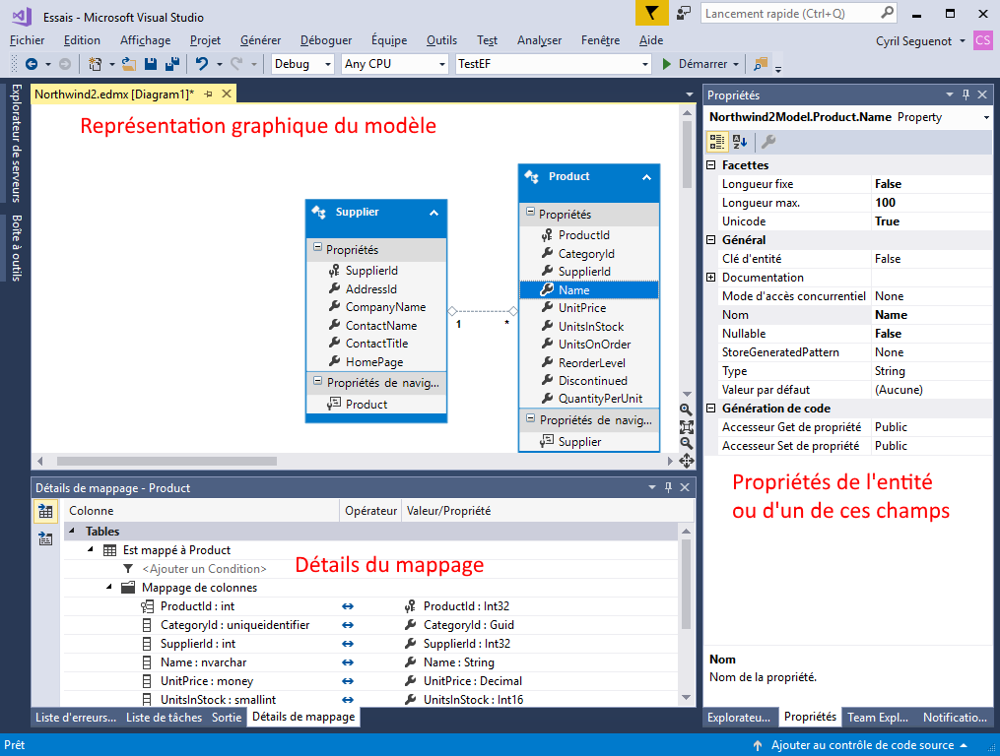 Essais - Microsoft Visual Studio
Lancement rapide (Ctrl+Q)
Fichier Edition Affichage Projet Générer Déboguer Équipe Outils Test Analyser Fenêtre Aide
Cyril Seguenot CS
Debug Any CPU TestEF Démarrer
Explorateur de serveurs
Boîte à outils
Northwind2.edmx [Diagram1]*
Représentation graphique du modèle
Supplier
Propriétés
SupplierId
AddressId
CompanyName
ContactName
ContactTitle
HomePage
Propriétés de navig...
Product
1
*
Product
Propriétés
ProductId
CategoryId
SupplierId
Name
UnitPrice
UnitsInStock
UnitsOnOrder
ReorderLevel
Discontinued
QuantityPerUnit
Propriétés de navig...
Supplier
Détails de mappage - Product
Colonne Opérateur Valeur/Propriété
Tables
Est mappé à Product
<Ajouter un Condition>
Détails du mappage
Mappage de colonnes
ProductId : int ProductId : Int32
CategoryId : uniqueidentifier CategoryId : Guid
SupplierId : int SupplierId : Int32
Name : nvarchar Name : String
UnitPrice : money UnitPrice : Decimal
UnitsInStock : smallint UnitsInStock : Int16
Liste d'erreurs... Liste de tâches Sortie Détails de mappage
Propriétés
Northwind2Model.Product.Name Property
Facettes
Longueur fixe False
Longueur max. 100
Unicode True
Général
Clé d'entité False
Documentation
Mode d'accès concurrentiel None
Nom Name
Nullable False
StoreGeneratedPattern None
Type String
Valeur par défaut (Aucune)
Génération de code
Accesseur Get de propriété Public
Accesseur Set de propriété Public
Propriétés de l'entité
ou d'un de ces champs
Nom
Nom de la propriété.
Explorateu... Propriétés Team Expl... Notificatio...
Prêt
Ajouter au contrôle de code source